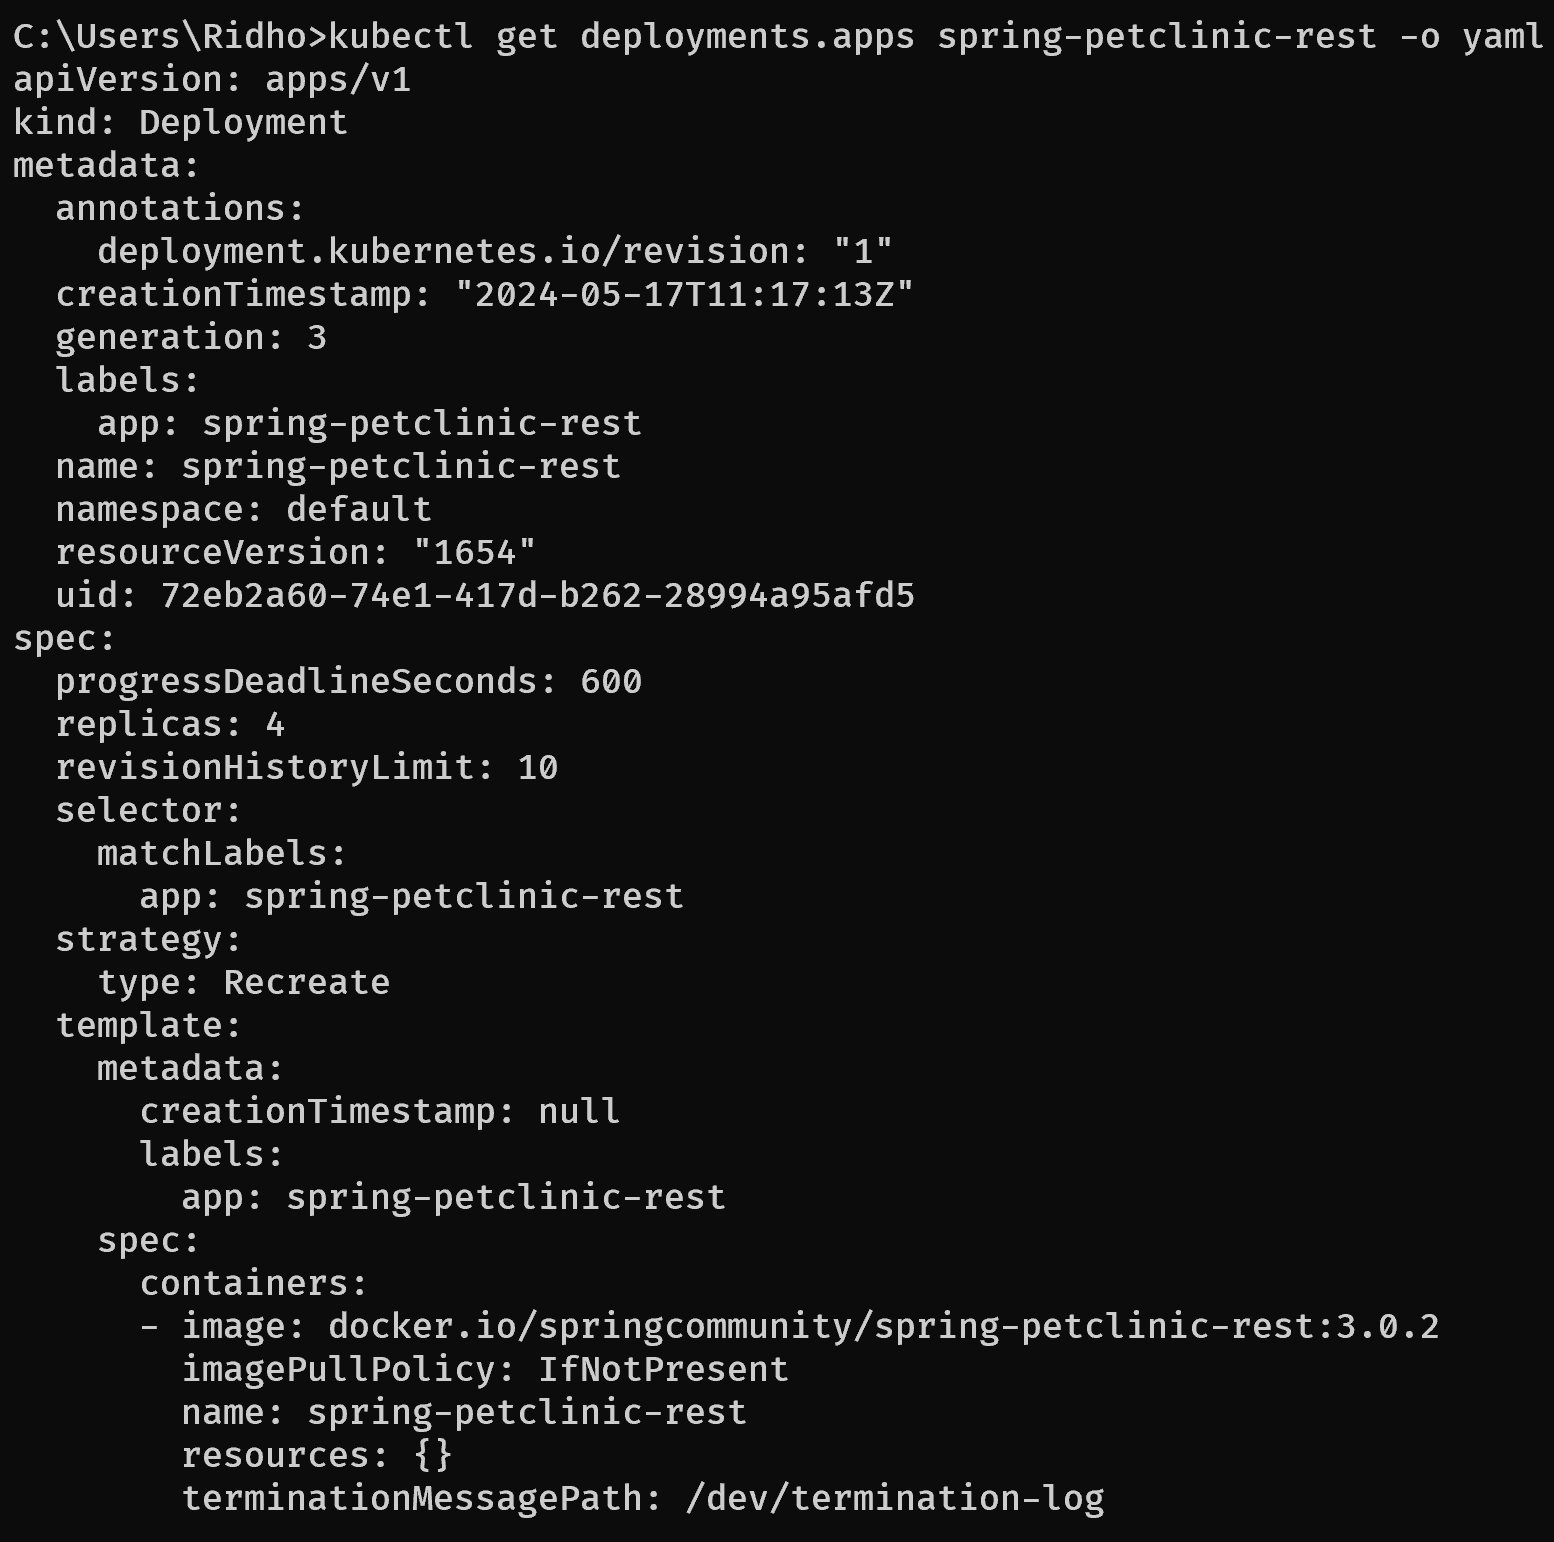 C:\Users\Ridho>kubectl get deployments.apps spring-petclinic-rest -o yaml
apiVersion: apps/v1
kind: Deployment
metadata:
  annotations:
    deployment.kubernetes.io/revision: "1"
  creationTimestamp: "2024-05-17T11:17:13Z"
  generation: 3
  labels:
    app: spring-petclinic-rest
  name: spring-petclinic-rest
  namespace: default
  resourceVersion: "1654"
  uid: 72eb2a60-74e1-417d-b262-28994a95afd5
spec:
  progressDeadlineSeconds: 600
  replicas: 4
  revisionHistoryLimit: 10
  selector:
    matchLabels:
      app: spring-petclinic-rest
  strategy:
    type: Recreate
  template:
    metadata:
      creationTimestamp: null
      labels:
        app: spring-petclinic-rest
    spec:
      containers:
      - image: docker.io/springcommunity/spring-petclinic-rest:3.0.2
        imagePullPolicy: IfNotPresent
        name: spring-petclinic-rest
        resources: {}
        terminationMessagePath: /dev/termination-log